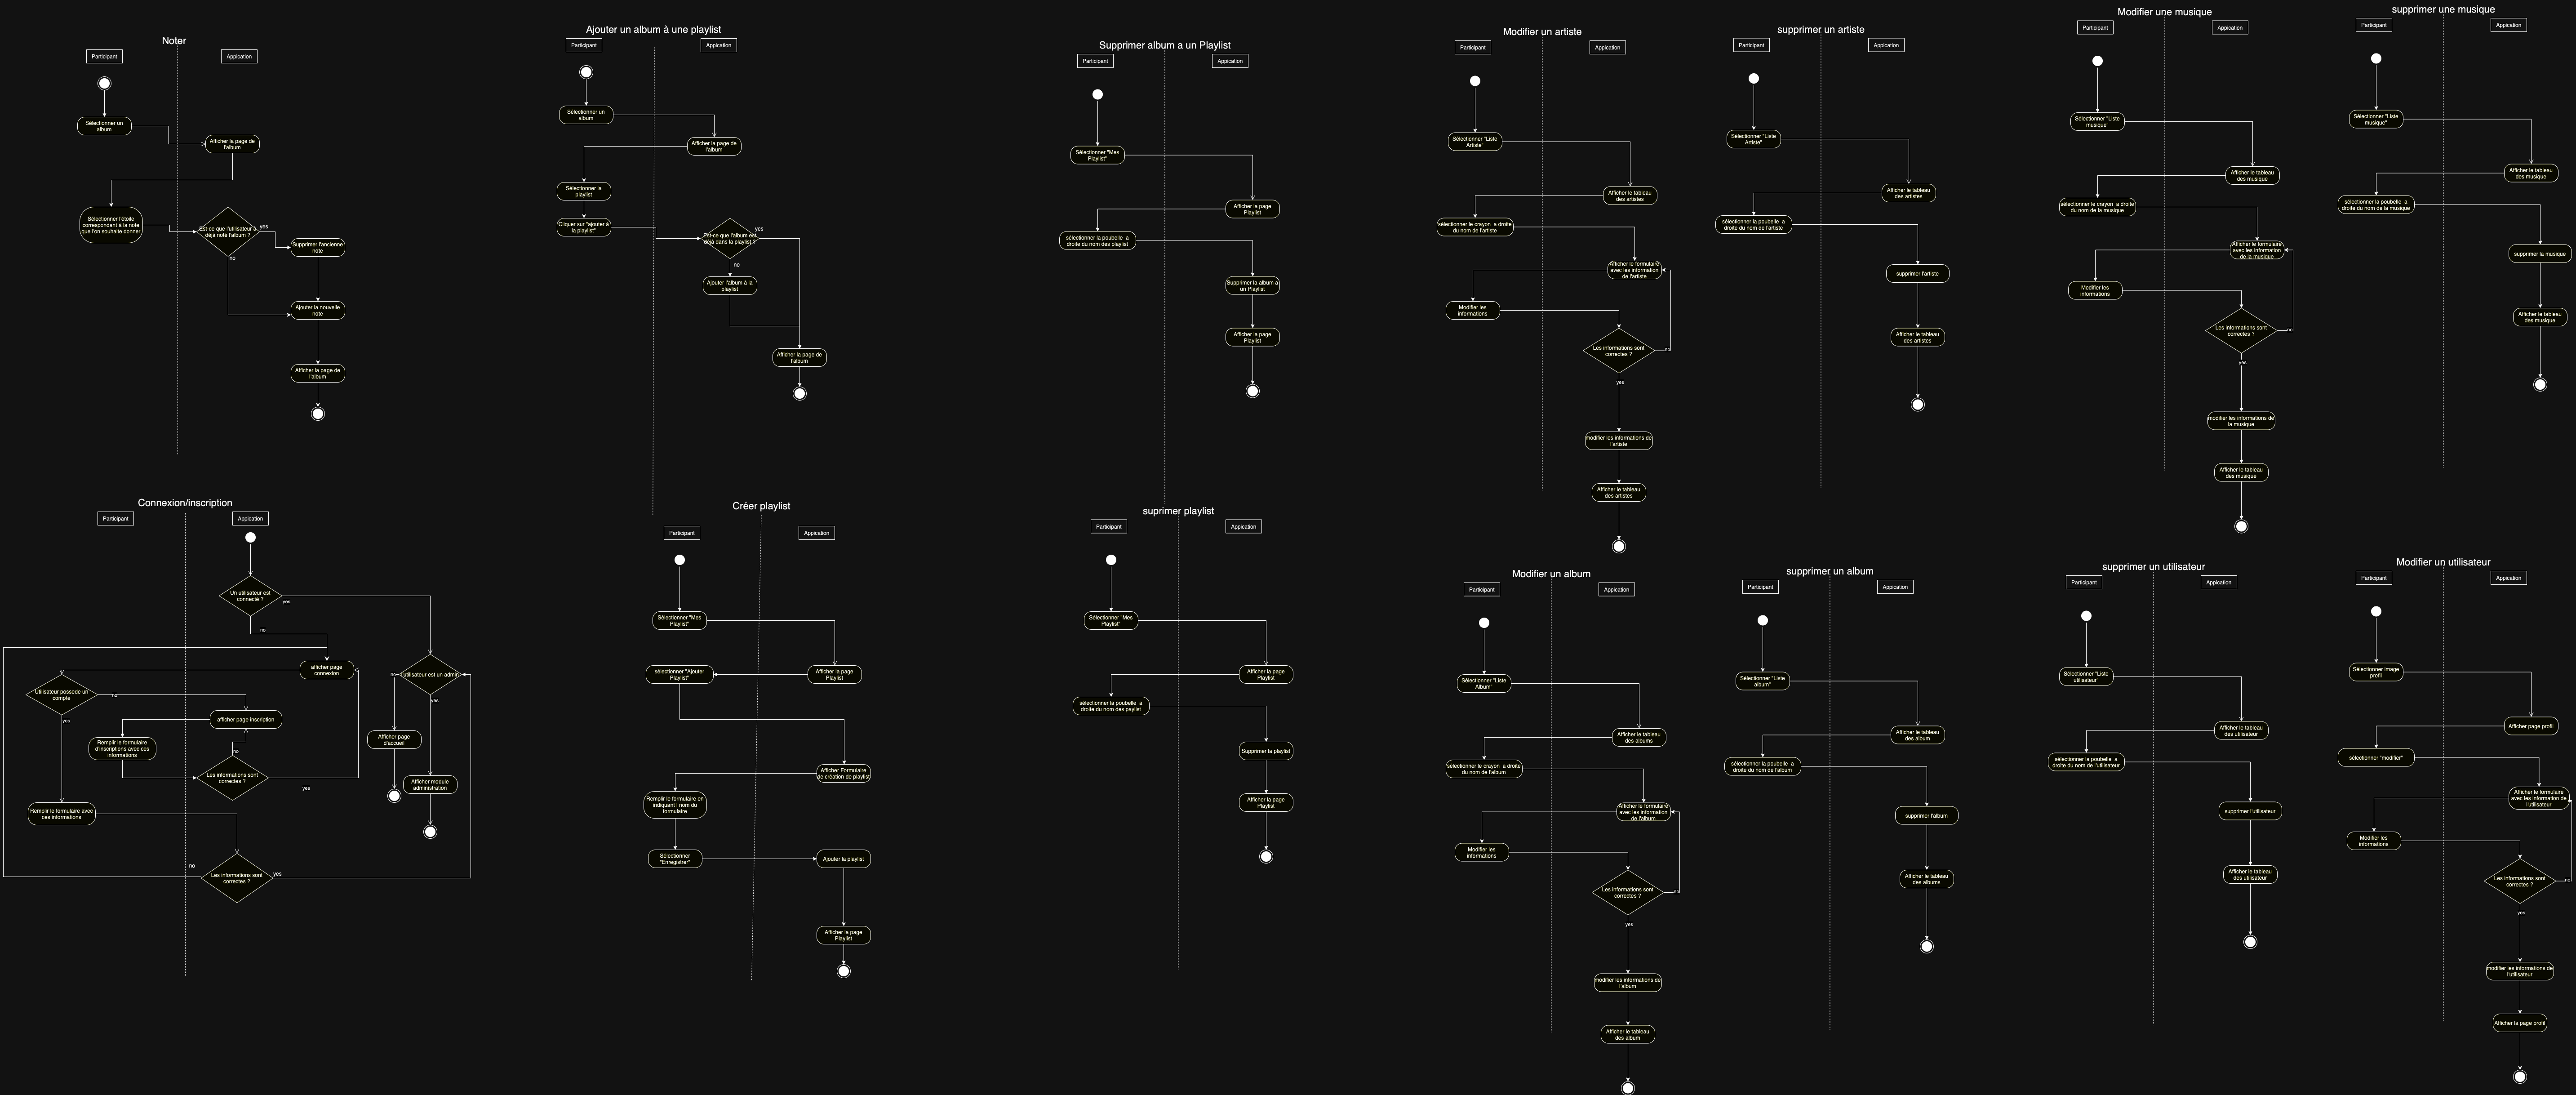 Noter
Participant
Appication
Sélectionner un
album
Afficher la page de
l'album
Sélectionner l'étoile
correspondant à la note
que l'on souhaite donner
Est-ce que l'utilisateur a
déjà noté l'album ?
yes
no
Supprimer l'ancienne
note
Ajouter la nouvelle
note
Afficher la page de
l'album
Ajouter un album à une playlist
Participant
Appication
Sélectionner un
album
Afficher la page de
l'album
Sélectionner la
playlist
Cliquer sur "ajouter à
la playlist"
Est-ce que l'album est
déjà dans la playlist ?
yes
no
Ajouter l'album à la
playlist
Afficher la page de
l'album
Supprimer album a un Playlist
Participant
Appication
Sélectionner "Mes
Playlist"
Afficher la page
Playlist
sélectionner la poubelle a
droite du nom des playlist
Supprimer la album a
un Playlist
Afficher la page
Playlist
Modifier un artiste
Participant
Appication
Sélectionner "Liste
Artiste"
Afficher le tableau
des artistes
sélectionner le crayon a droite
du nom de l'artiste
Afficher le formulaire
avec les information
de l'artiste
Modifier les
informations
Les informations sont
correctes ?
no
yes
modifier les informations de
l'artiste
Afficher le tableau
des artistes
supprimer un artiste
Participant
Appication
Sélectionner "Liste
Artiste"
Afficher le tableau
des artistes
sélectionner la poubelle a
droite du nom de l'artiste
supprimer l'artiste
Afficher le tableau
des artistes
Modifier une musique
Participant
Appication
Sélectionner "Liste
musique"
Afficher le tableau
des musique
sélectionner le crayon a droite
du nom de la musique
Afficher le formulaire
avec les information
de la musique
Modifier les
informations
Les informations sont
correctes ?
no
yes
modifier les informations de
la musique
Afficher le tableau
des musique
supprimer une musique
Participant
Appication
Sélectionner "Liste
musique"
Afficher le tableau
des musique
sélectionner la poubelle a
droite du nom de la musique
supprimer la musique
Afficher le tableau
des musique
Connexion/inscription
Participant
Appication
Un utilisateur est
connecté ?
yes
no
afficher page
connexion
l'utilisateur est un admin
no
yes
Utilisateur possede un
compte
no
yes
afficher page inscription
Remplir le formulaire
d'inscriptions avec ces
informations
no
Les informations sont
correctes ?
yes
Afficher page
d'accueil
Afficher module
administration
Remplir le formulaire avec
ces informations
no
Les informations sont
correctes ?
yes
Créer playlist
Participant
Appication
Sélectionner "Mes
Playlist"
sélectionner "Ajouter
Playlist"
Afficher la page
Playlist
Afficher Formulaire
de création de playlist
Remplir le formulaire en
indiquant l nom du
formulaire
Sélectionner
"Enregistrer"
Ajouter la playlist
Afficher la page
Playlist
suprimer playlist
Participant
Appication
Sélectionner "Mes
Playlist"
Afficher la page
Playlist
sélectionner la poubelle a
droite du nom des paylist
Supprimer la playlist
Afficher la page
Playlist
Modifier un album
Participant
Appication
Sélectionner "Liste
Album"
Afficher le tableau
des albums
sélectionner le crayon a droite
du nom de l'album
Afficher le formulaire
avec les information
de l'album
Modifier les
informations
Les informations sont
correctes ?
no
yes
modifier les informations de
l'album
Afficher le tableau
des album
supprimer un album
Participant
Appication
Sélectionner "Liste
album"
Afficher le tableau
des album
sélectionner la poubelle a
droite du nom de l'album
supprimer l'album
Afficher le tableau
des albums
supprimer un utilisateur
Participant
Appication
Sélectionner "Liste
utilisateur"
Afficher le tableau
des utilisateur
sélectionner la poubelle a
droite du nom de l'utilisateur
supprimer l'utilisateur
Afficher le tableau
des utilisateur
Modifier un utilisateur
Participant
Appication
Sélectionner image
profil
Afficher page profil
sélectionner "modifier"
Afficher le formulaire
avec les information de
l'utilisateur
Modifier les
informations
Les informations sont
correctes ?
no
yes
modifier les informations de
l'utilisateur
Afficher la page profil